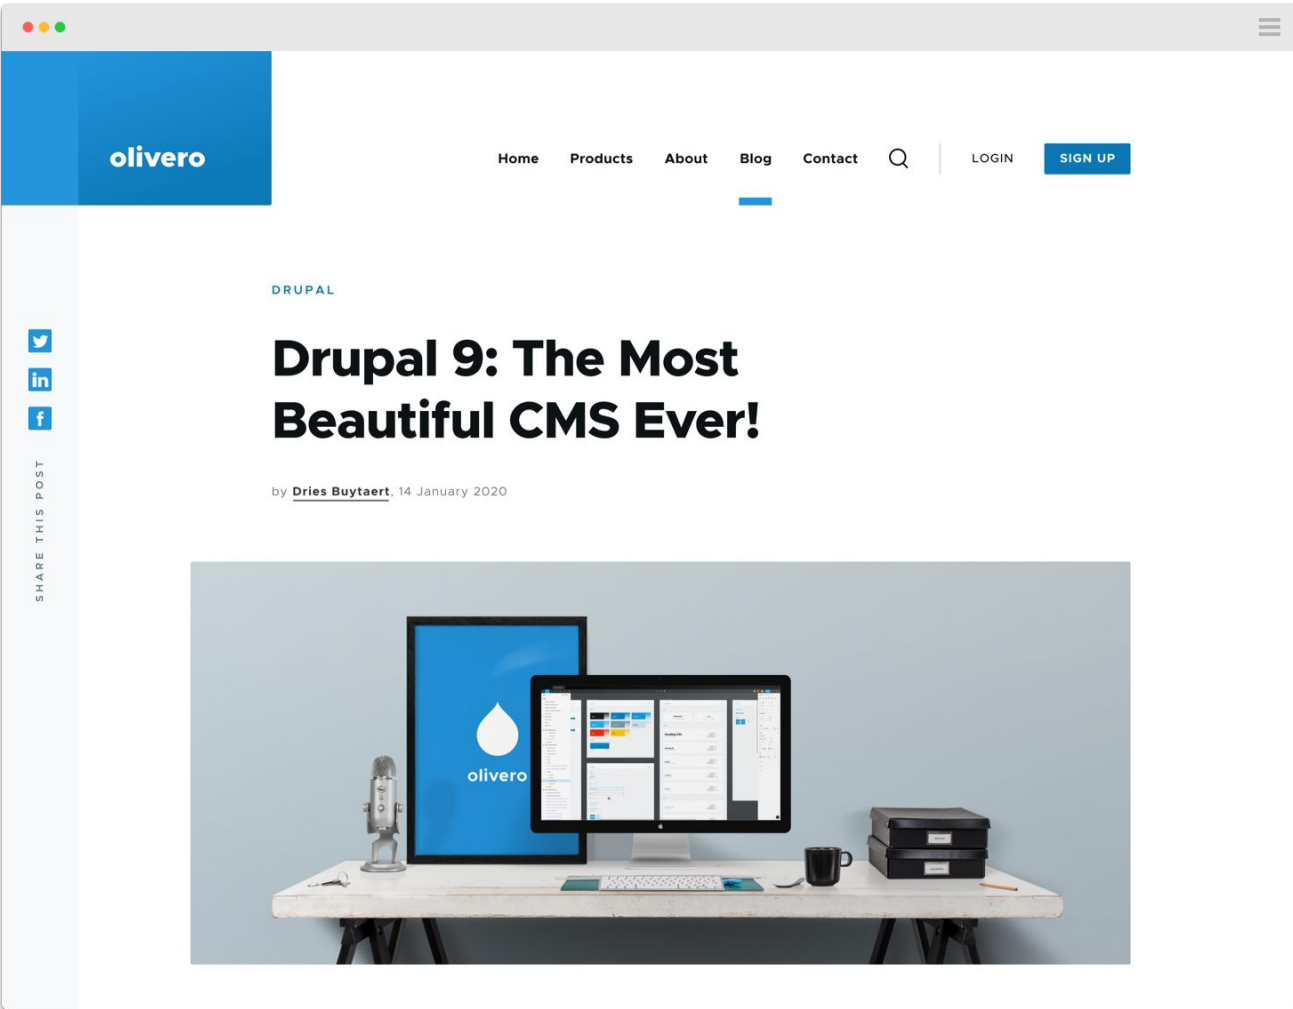 olivero
Home Products About Blog Contact LOGIN SIGN UP
DRUPAL
Drupal 9: The Most
Beautiful CMS Ever!
by Dries Buytaert, 14 January 2020
SHARE THIS POST
olivero